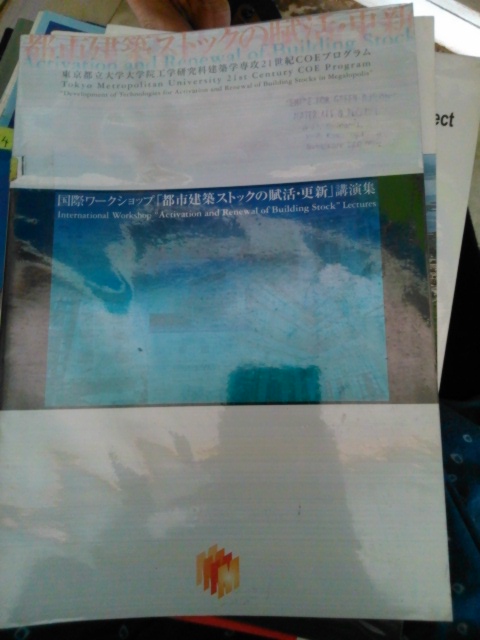 都市建築ストックの賦活・更新
Activation and Renewal of Building Stock
東京都立大学大学院工学研究科建築学専攻21世紀COEプログラム
Tokyo Metropolitan University 21st Century COE Program
"Development of Technologies for Activation and Renewal of Building Stocks in Megalopolis"
国際ワークショップ「都市建築ストックの賦活・更新」講演集
International Workshop "Activation and Renewal of Building Stock" Lectures
ect
4